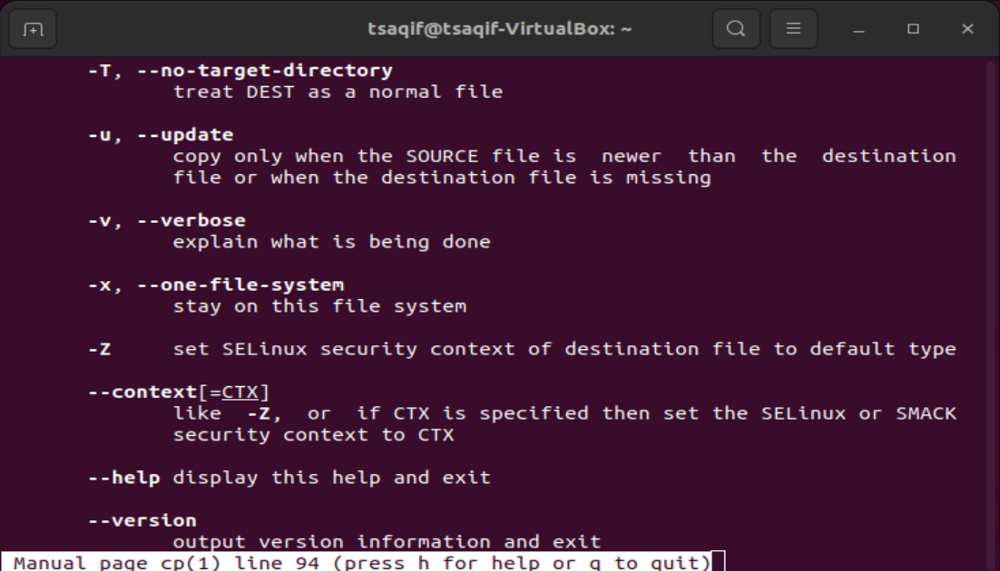 tsaqif@tsaqif-VirtualBox: ~
-T, --no-target-directory
treat DEST as a normal file
-u, --update
copy only when the SOURCE file is  newer  than  the  destination
file or when the destination file is missing
-v, --verbose
explain what is being done
-x, --one-file-system
stay on this file system
-Z     set SELinux security context of destination file to default type
--context[=CTX]
like  -Z,  or  if CTX is specified then set the SELinux or SMACK
security context to CTX
--help display this help and exit
--version
output version information and exit
Manual page cp(1) line 94 (press h for help or q to quit)